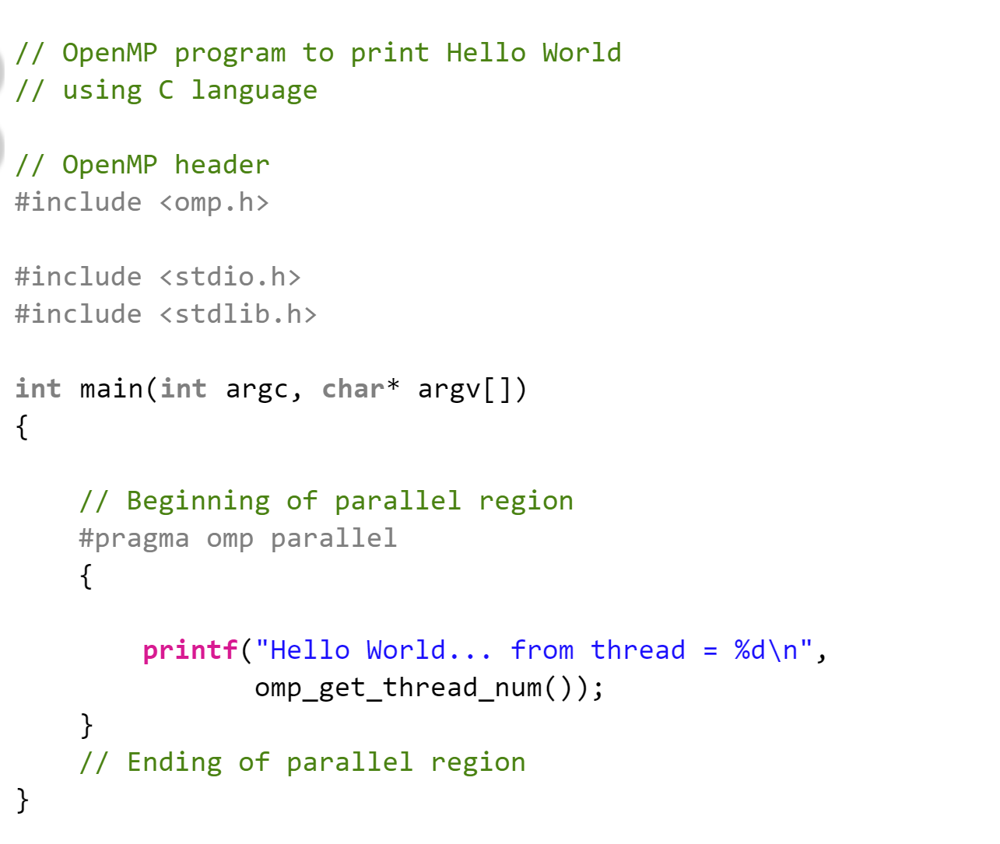 // OpenMP program to print Hello World
// using C language
// OpenMP header
#include <omp.h>
#include <stdio.h>
#include <stdlib.h>
int main(int argc, char* argv[])
{
// Beginning of parallel region
#pragma omp parallel
{
printf("Hello World... from thread = %d\n",
omp_get_thread_num());
}
// Ending of parallel region
}